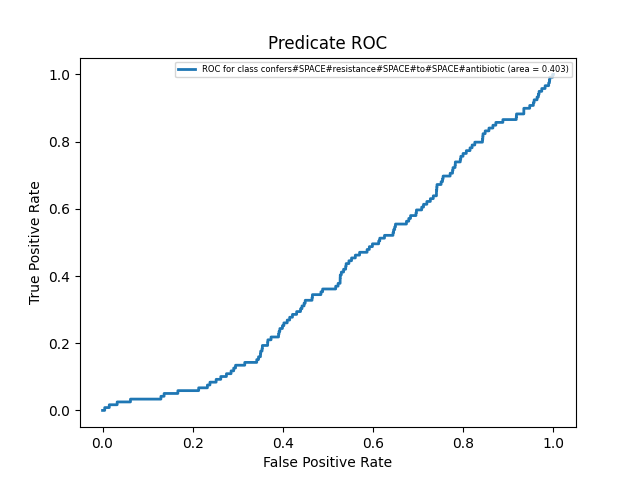 Predicate ROC
ROC for class confers#SPACE#resistance#SPACE#to#SPACE#antibiotic (area = 0.403)
1.0
0.8
0.6
0.4
0.2
0.0
True Positive Rate
0.0 0.2 0.4 0.6 0.8 1.0
False Positive Rate